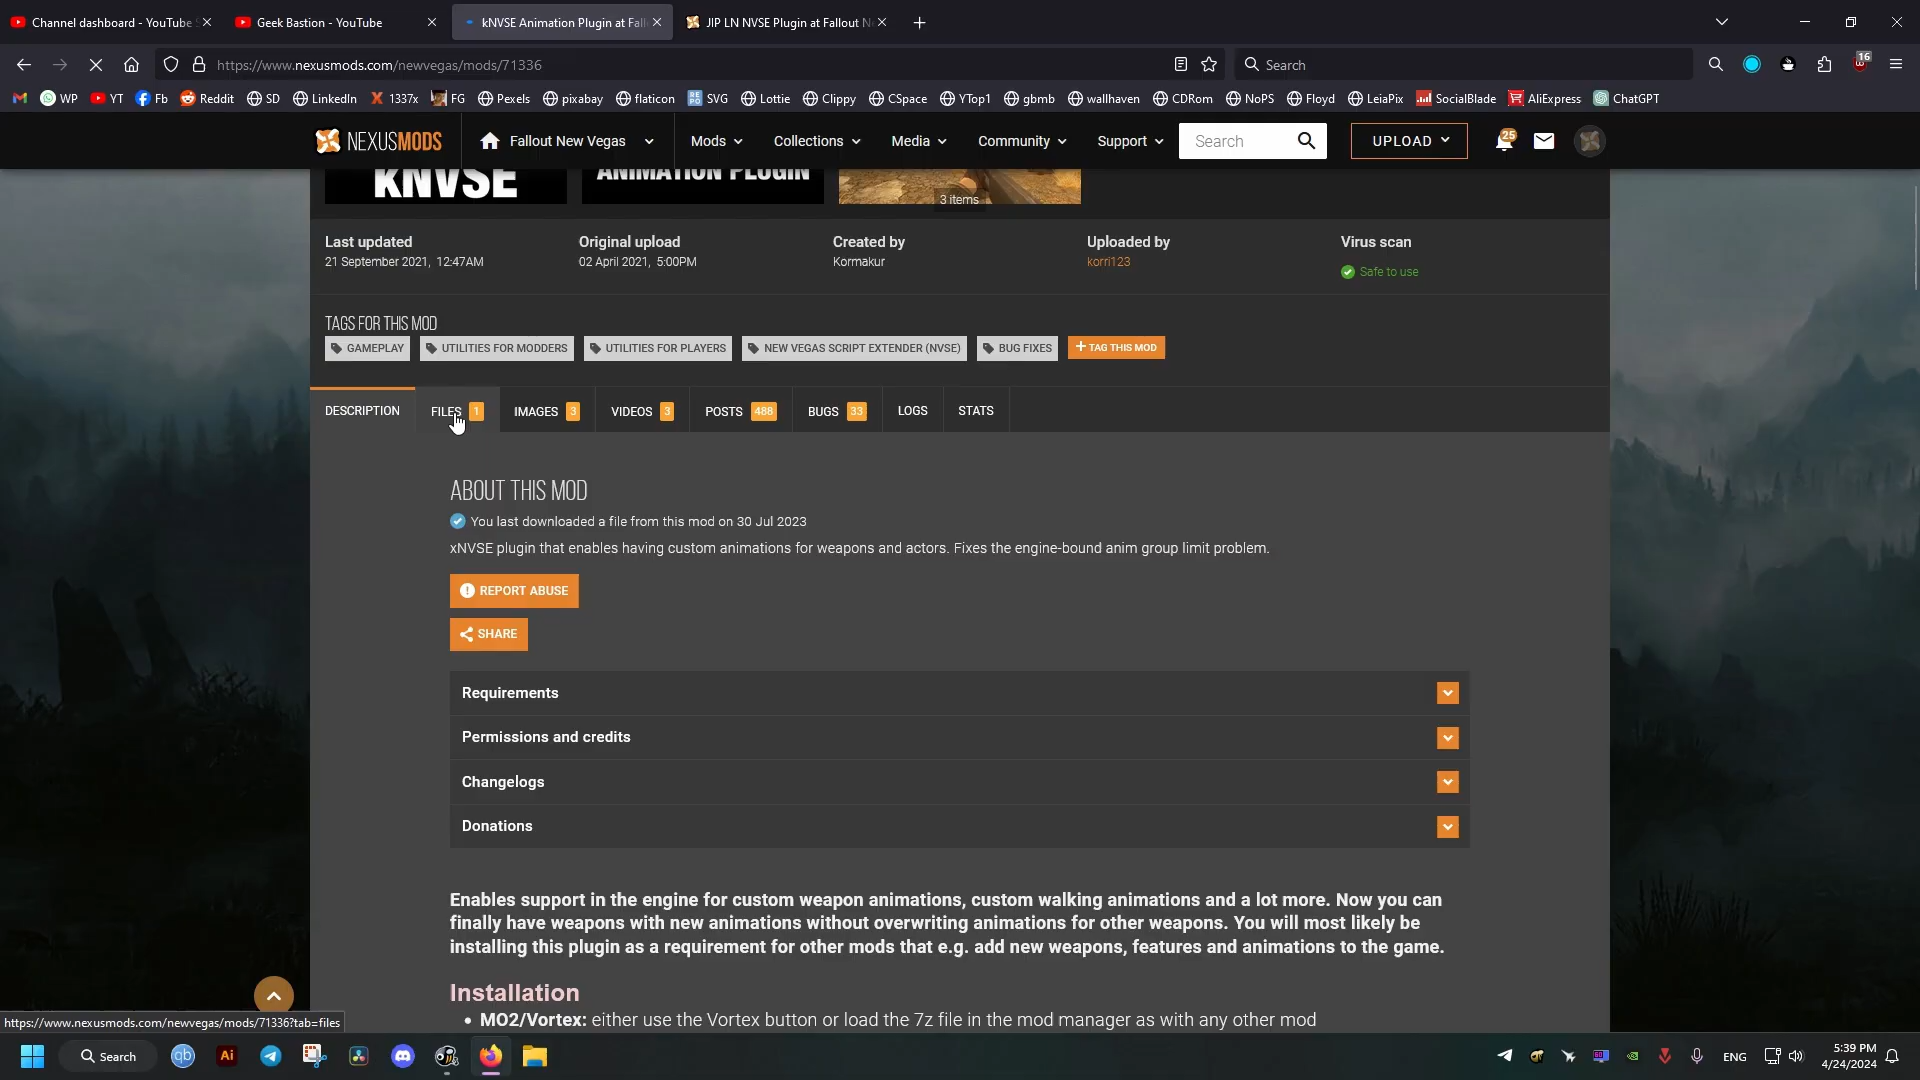 Channel dashboard - YouTube S
Geek Bastion - YouTube
kNVSE Animation Plugin at Fall
JIP LN NVSE Plugin at Fallout N
https://www.nexusmods.com/newvegas/mods/71336
Search
16
WP
YT
Fb
Reddit
SD
LinkedIn
1337x
FG
Pexels
pixabay
flaticon
SVG
Lottie
Clippy
CSpace
YTop1
gbmb
wallhaven
CDRom
NoPS
Floyd
LeiaPix
SocialBlade
AliExpress
ChatGPT
NEXUSMODS
Fallout New Vegas
Mods
Collections
Media
Community
Support
Search
UPLOAD
25
KNVSE
ANIMATION PLUGIN
3 items
Last updated
21 September 2021, 12:47AM
Original upload
02 April 2021, 5:00PM
Created by
Kormakur
Uploaded by
korri123
Virus scan
Safe to use
TAGS FOR THIS MOD
GAMEPLAY
UTILITIES FOR MODDERS
UTILITIES FOR PLAYERS
NEW VEGAS SCRIPT EXTENDER (NVSE)
BUG FIXES
+ TAG THIS MOD
DESCRIPTION
FILES 1
IMAGES 3
VIDEOS 3
POSTS 488
BUGS 33
LOGS
STATS
ABOUT THIS MOD
You last downloaded a file from this mod on 30 Jul 2023
xNVSE plugin that enables having custom animations for weapons and actors. Fixes the engine-bound anim group limit problem.
REPORT ABUSE
SHARE
Requirements
Permissions and credits
Changelogs
Donations
Enables support in the engine for custom weapon animations, custom walking animations and a lot more. Now you can
finally have weapons with new animations without overwriting animations for other weapons. You will most likely be
installing this plugin as a requirement for other mods that e.g. add new weapons, features and animations to the game.
Installation
• MO2/Vortex: either use the Vortex button or load the 7z file in the mod manager as with any other mod
https://www.nexusmods.com/newvegas/mods/71336?tab=files
Search
qb
Ai
ENG
5:39 PM
4/24/2024